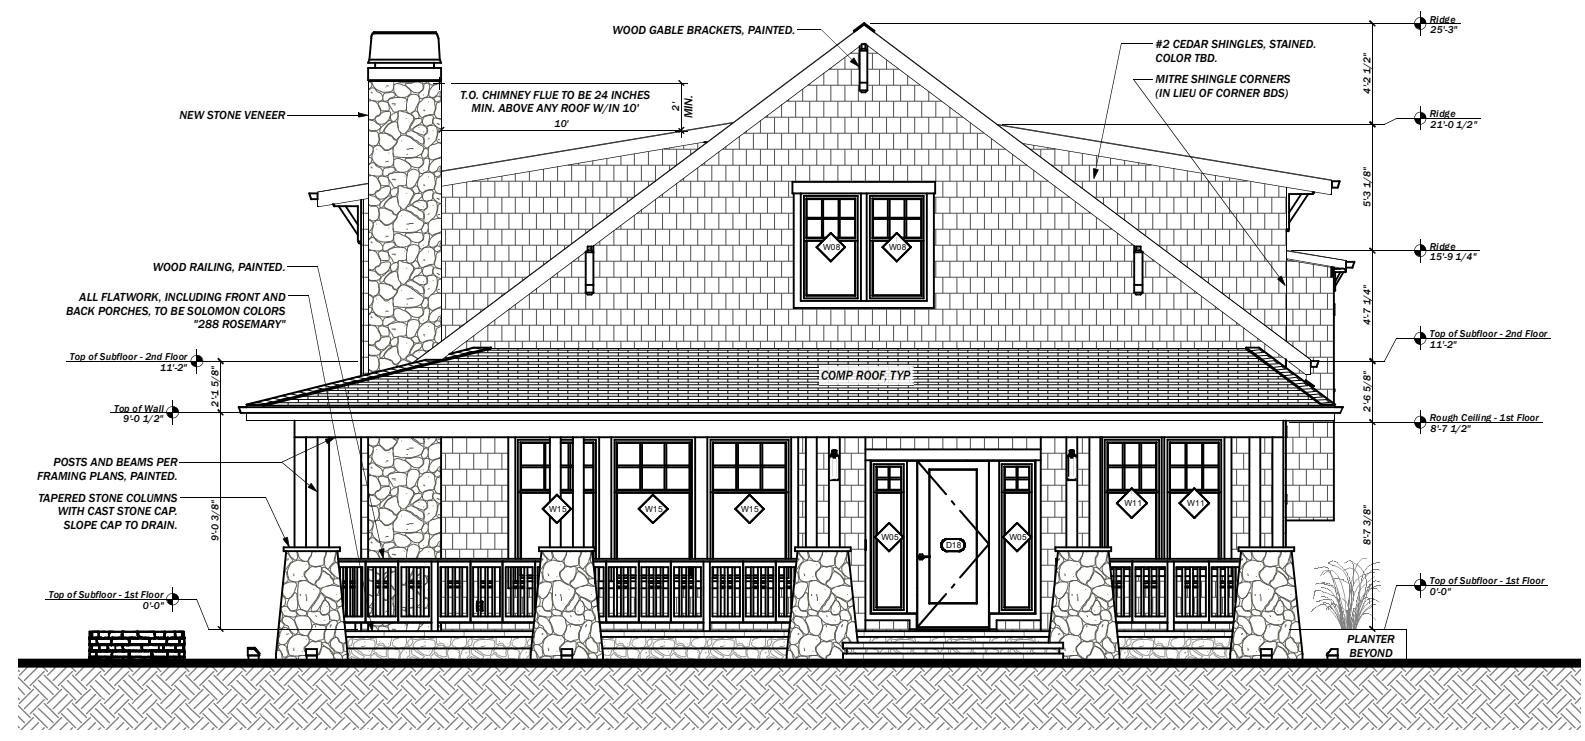 WOOD GABLE BRACKETS, PAINTED.
Ridge
25'-3"
#2 CEDAR SHINGLES, STAINED.
COLOR TBD.
4'-2 1/2"
MITRE SHINGLE CORNERS
(IN LIEU OF CORNER BDS)
T.O. CHIMNEY FLUE TO BE 24 INCHES
MIN. ABOVE ANY ROOF W/IN 10'
2'
MIN.
10'
NEW STONE VENEER
Ridge
21'-0 1/2"
5'-3 1/8"
W08
W08
Ridge
15'-9 1/4"
WOOD RAILING, PAINTED.
ALL FLATWORK, INCLUDING FRONT AND
BACK PORCHES, TO BE SOLOMON COLORS
"288 ROSEMARY"
4'-7 1/4"
Top of Subfloor - 2nd Floor
11'-2"
Top of Subfloor - 2nd Floor
11'-2"
2'-1 5/8"
COMP ROOF, TYP
2'-6 5/8"
Top of Wall
9'-0 1/2"
Rough Ceiling - 1st Floor
8'-7 1/2"
POSTS AND BEAMS PER
FRAMING PLANS, PAINTED.
TAPERED STONE COLUMNS
WITH CAST STONE CAP.
SLOPE CAP TO DRAIN.
9'-0 3/8"
W15
W15
W15
W11
W11
W05
D18
W05
8'-7 3/8"
Top of Subfloor - 1st Floor
0'-0"
Top of Subfloor - 1st Floor
0'-0"
PLANTER
BEYOND